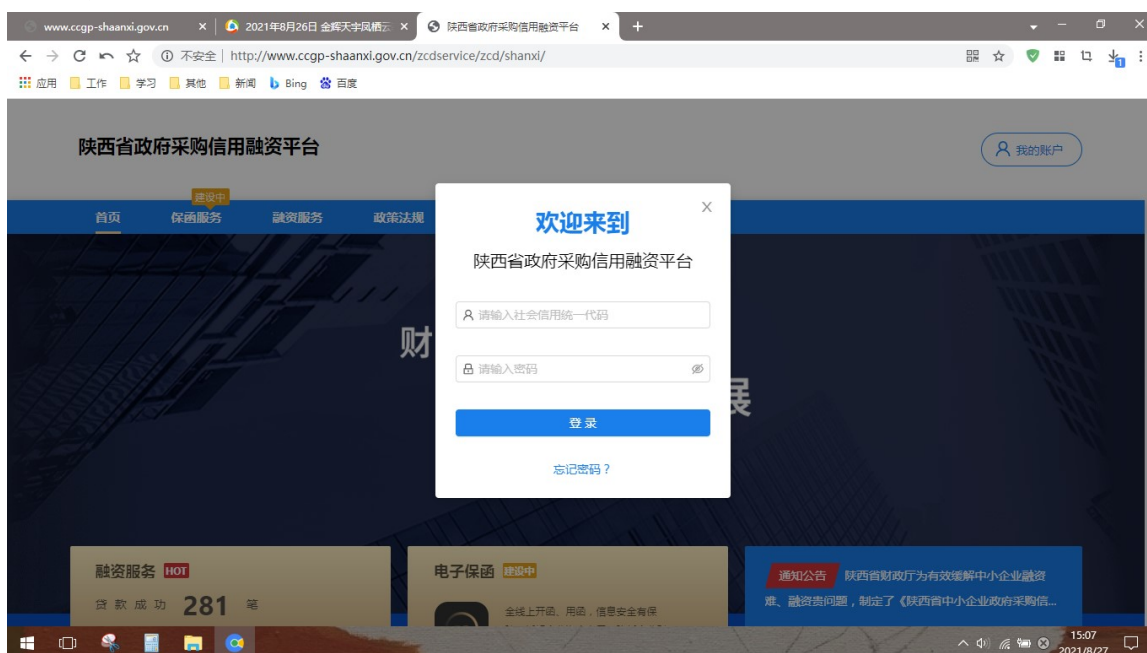 www.ccgp-shaanxi.gov.cn
2021年8月26日 金辉天宇凤栖云
陕西省政府采购信用融资平台
不安全 | http://www.ccgp-shaanxi.gov.cn/zcdservice/zcd/shanxi/
应用 工作 学习 其他 新闻 Bing 百度
陕西省政府采购信用融资平台
我的账户
建设中
首页 保函服务 融资服务 政策法规
欢迎来到
陕西省政府采购信用融资平台
请输入社会信用统一代码
请输入密码
登录
忘记密码？
财
展
融资服务 HOT
贷款成功 281 笔
电子保函 建设中
全线上开函、用函，信息安全有保
通知公告 陕西省财政厅为有效缓解中小企业融资
难、融资贵问题，制定了《陕西省中小企业政府采购信...
15:07
2021/8/27